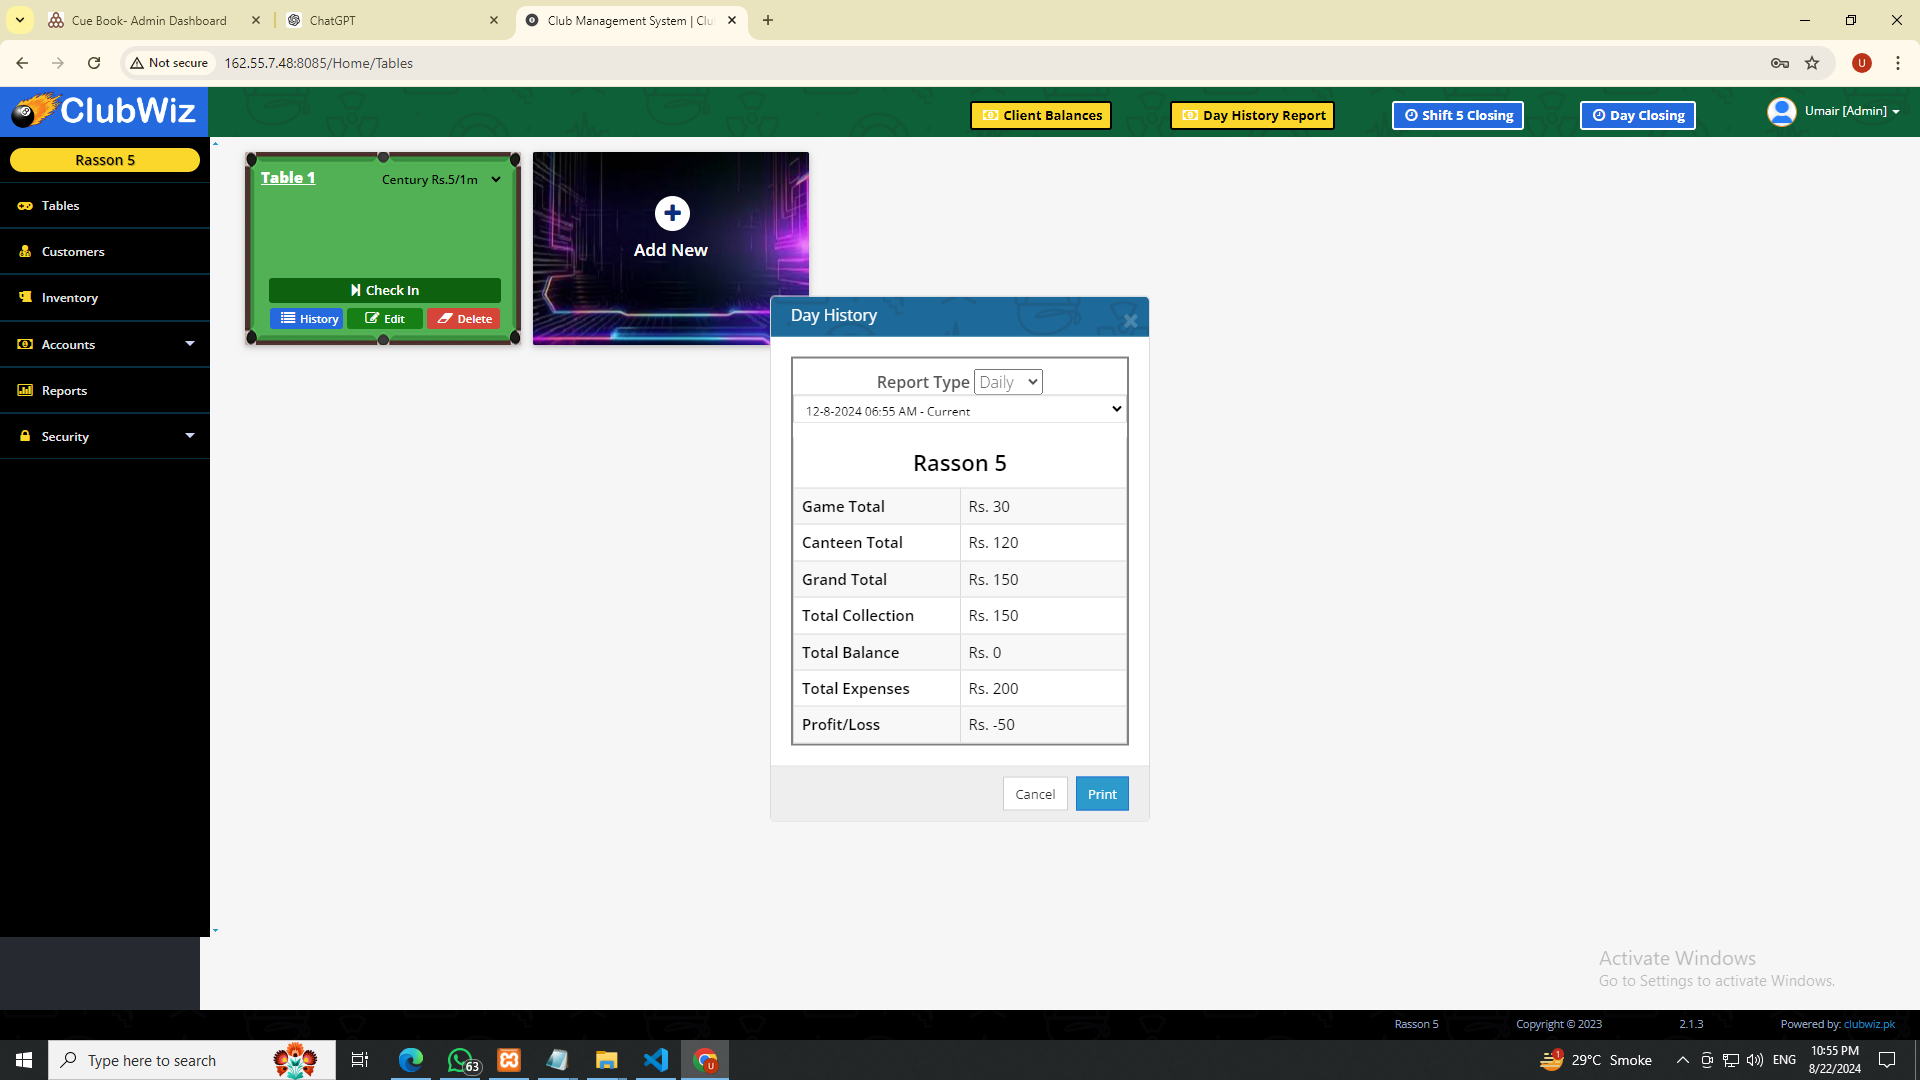 Cue Book- Admin Dashboard
ChatGPT
Club Management System | Clu
Not secure
162.55.7.48:8085/Home/Tables
U
ClubWiz
Client Balances
Day History Report
Shift 5 Closing
Day Closing
Umair [Admin]
Rasson 5
Tables
Customers
Inventory
Accounts
Reports
Security
Table 1
Century Rs.5/1m
Check In
History
Edit
Delete
Add New
Day History
Report Type Daily
12-8-2024 06:55 AM - Current
Rasson 5
Game Total Rs. 30
Canteen Total Rs. 120
Grand Total Rs. 150
Total Collection Rs. 150
Total Balance Rs. 0
Total Expenses Rs. 200
Profit/Loss Rs. -50
Cancel
Print
Activate Windows
Go to Settings to activate Windows.
Rasson 5
Copyright © 2023
2.1.3
Powered by: clubwiz.pk
Type here to search
63
U
1
29°C Smoke
ENG
10:55 PM
8/22/2024